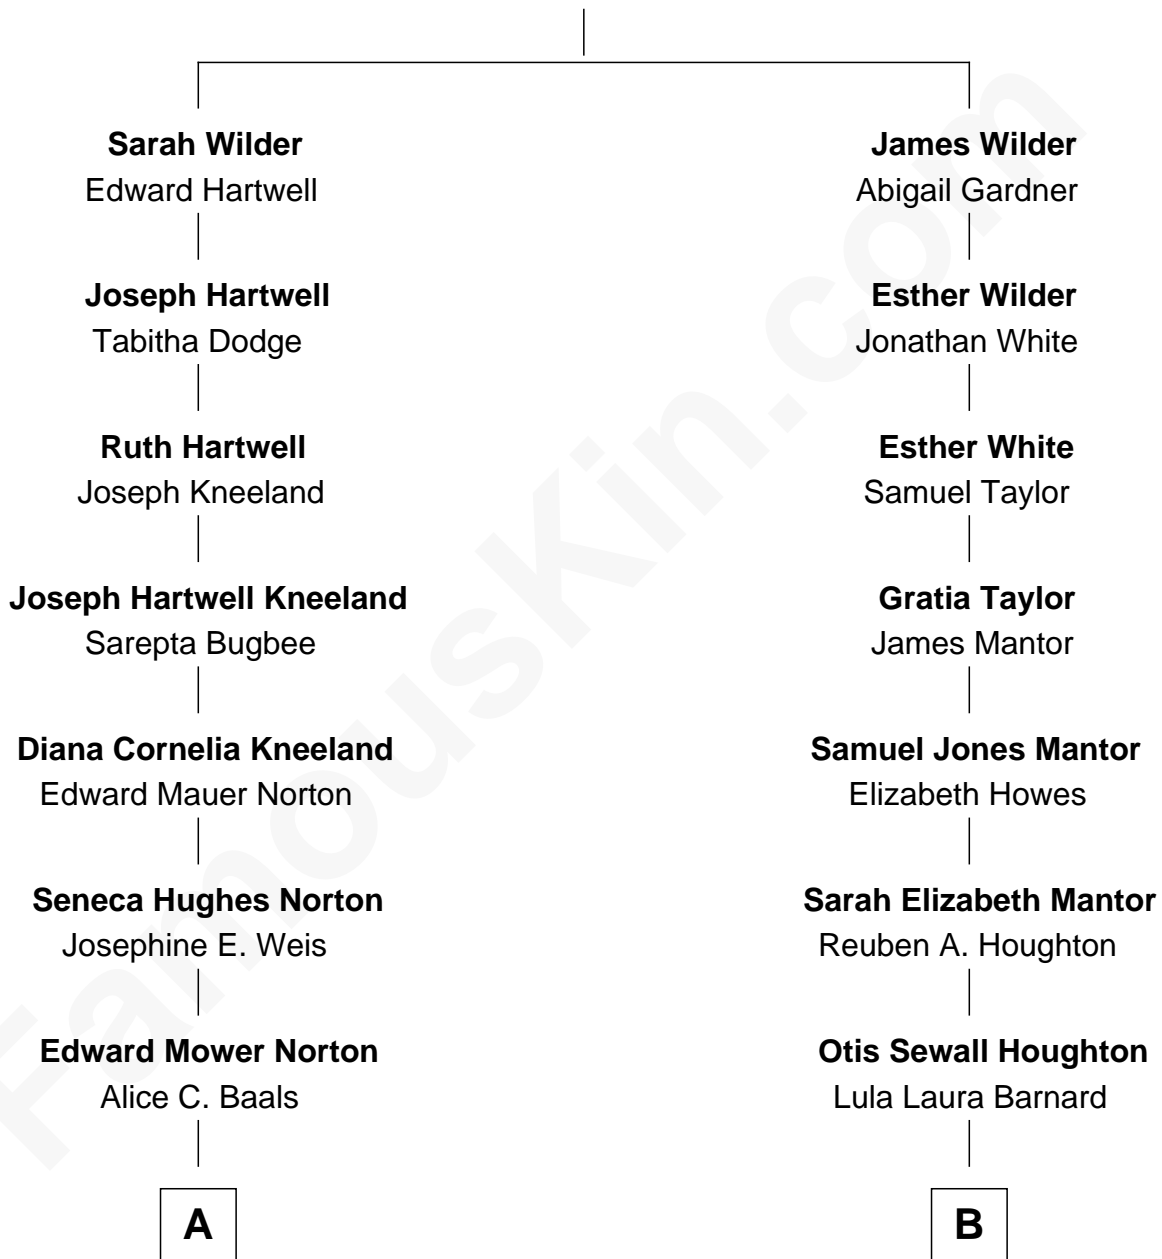 Sarah Wilder
Edward Hartwell
Joseph Hartwell
Tabitha Dodge
Ruth Hartwell
Joseph Kneeland
Joseph Hartwell Kneeland
Sarepta Bugbee
Diana Cornelia Kneeland
Edward Mauer Norton
Seneca Hughes Norton
Josephine E. Weis
Edward Mower Norton
Alice C. Baals
A
James Wilder
Abigail Gardner
Esther Wilder
Jonathan White
Esther White
Samuel Taylor
Gratia Taylor
James Mantor
Samuel Jones Mantor
Elizabeth Howes
Sarah Elizabeth Mantor
Reuben A. Houghton
Otis Sewall Houghton
Lula Laura Barnard
B
FamousKin.com